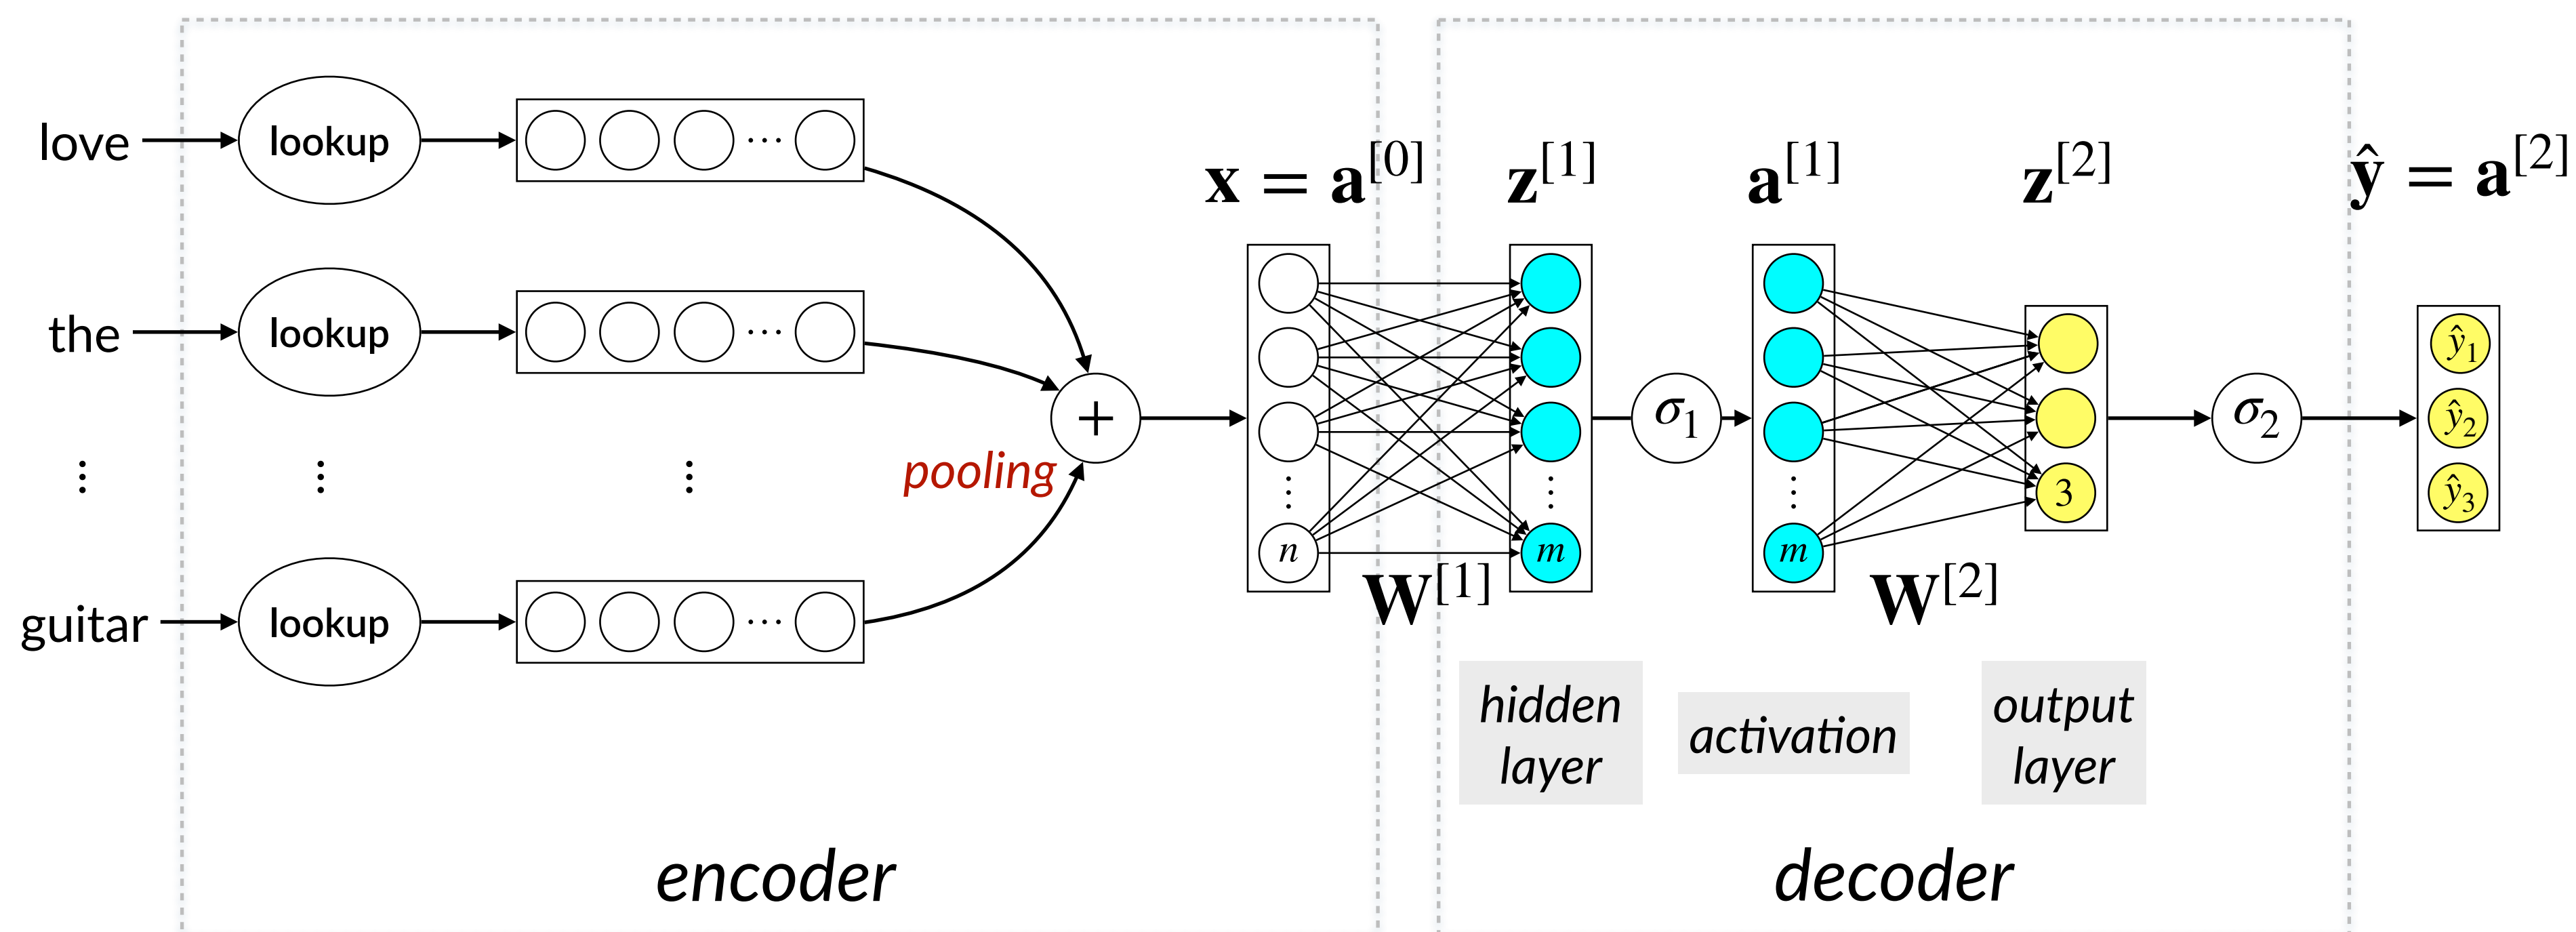 love
lookup
the
lookup
guitar
lookup
pooling
+
x = a[0]
z[1]
a[1]
z[2]
ŷ = a[2]
n
m
σ1
m
3
σ2
ŷ1
ŷ2
ŷ3
W[1]
W[2]
hidden
layer
activation
output
layer
encoder
decoder